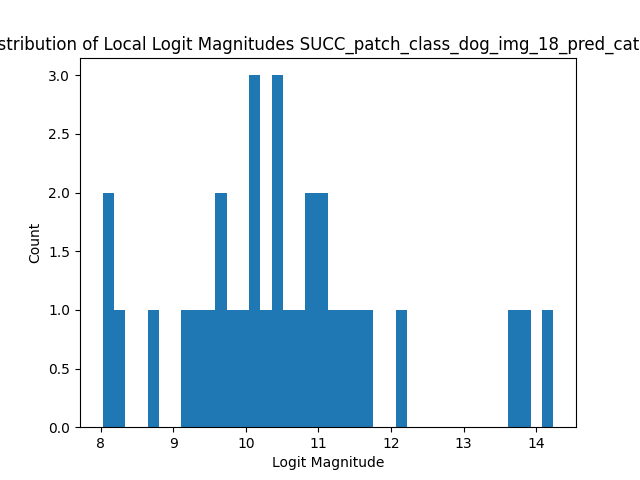 stribution of Local Logit Magnitudes SUCC_patch_class_dog_img_18_pred_cat
3.0
2.5
2.0
1.5
1.0
0.5
0.0
Count
8 9 10 11 12 13 14
Logit Magnitude